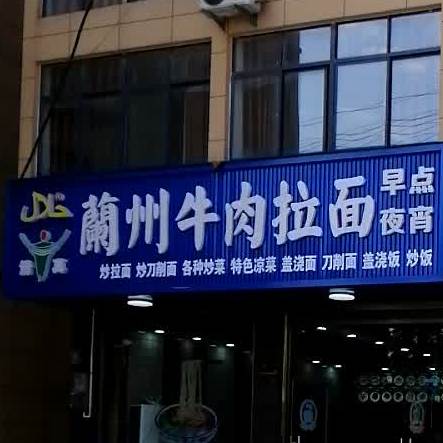 蘭州牛肉拉面
早点
夜宵
炒拉面 炒刀削面 各种炒菜 特色凉菜 盖浇面 刀削面 盖浇饭 炒饭